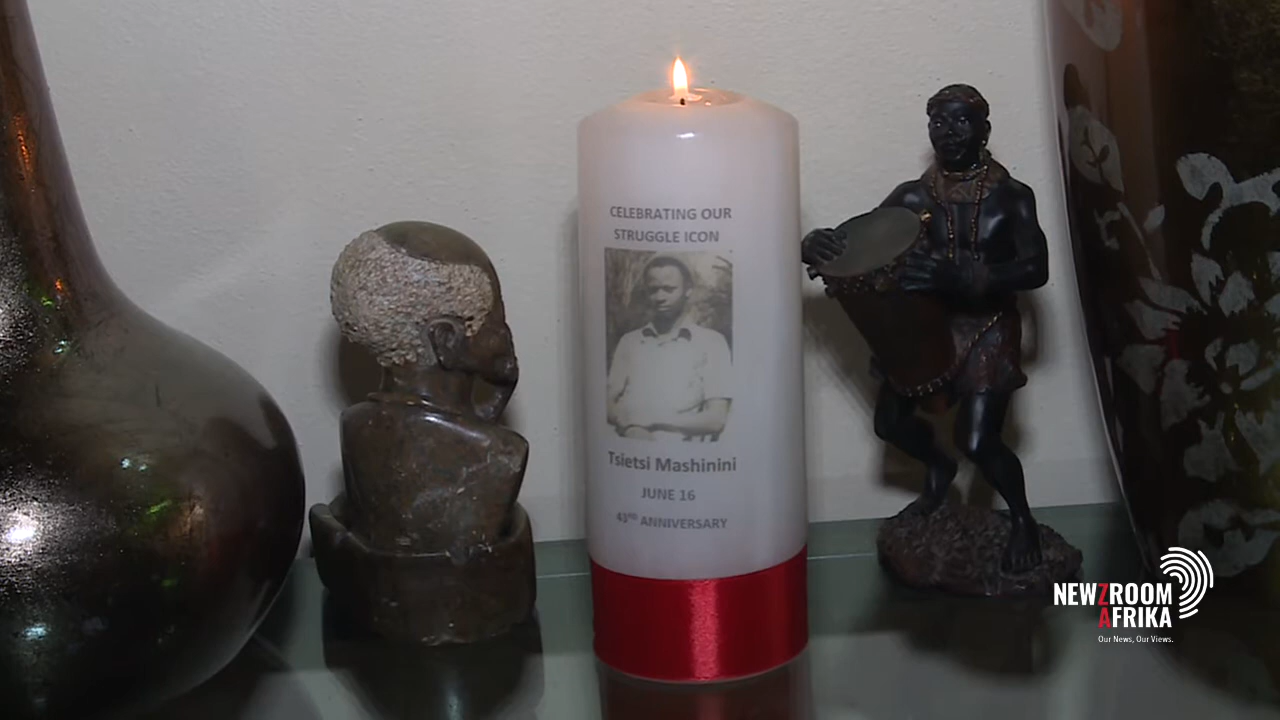 CELEBRATING OUR
STRUGGLE ICON
Tsietsi Mashinini
JUNE 16
43RD ANNIVERSARY
NEWZROOM
AFRIKA
Our News, Our Views.